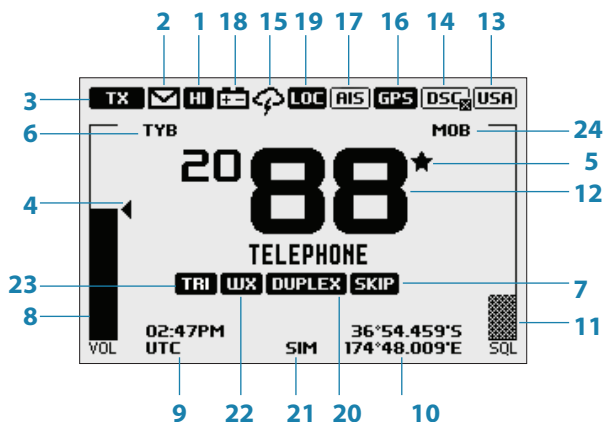 2 1 18 15 19 17 16 14 13
3 TX HI LOC AIS GPS DSC USA
6 TYB MOB 24
5
20 88 12
4
TELEPHONE
23 TRI WX DUPLEX SKIP 7
8 11
02:47PM 36°54.459'S
VOL UTC SIM 174°48.009'E SQL
9 22 21 20 10